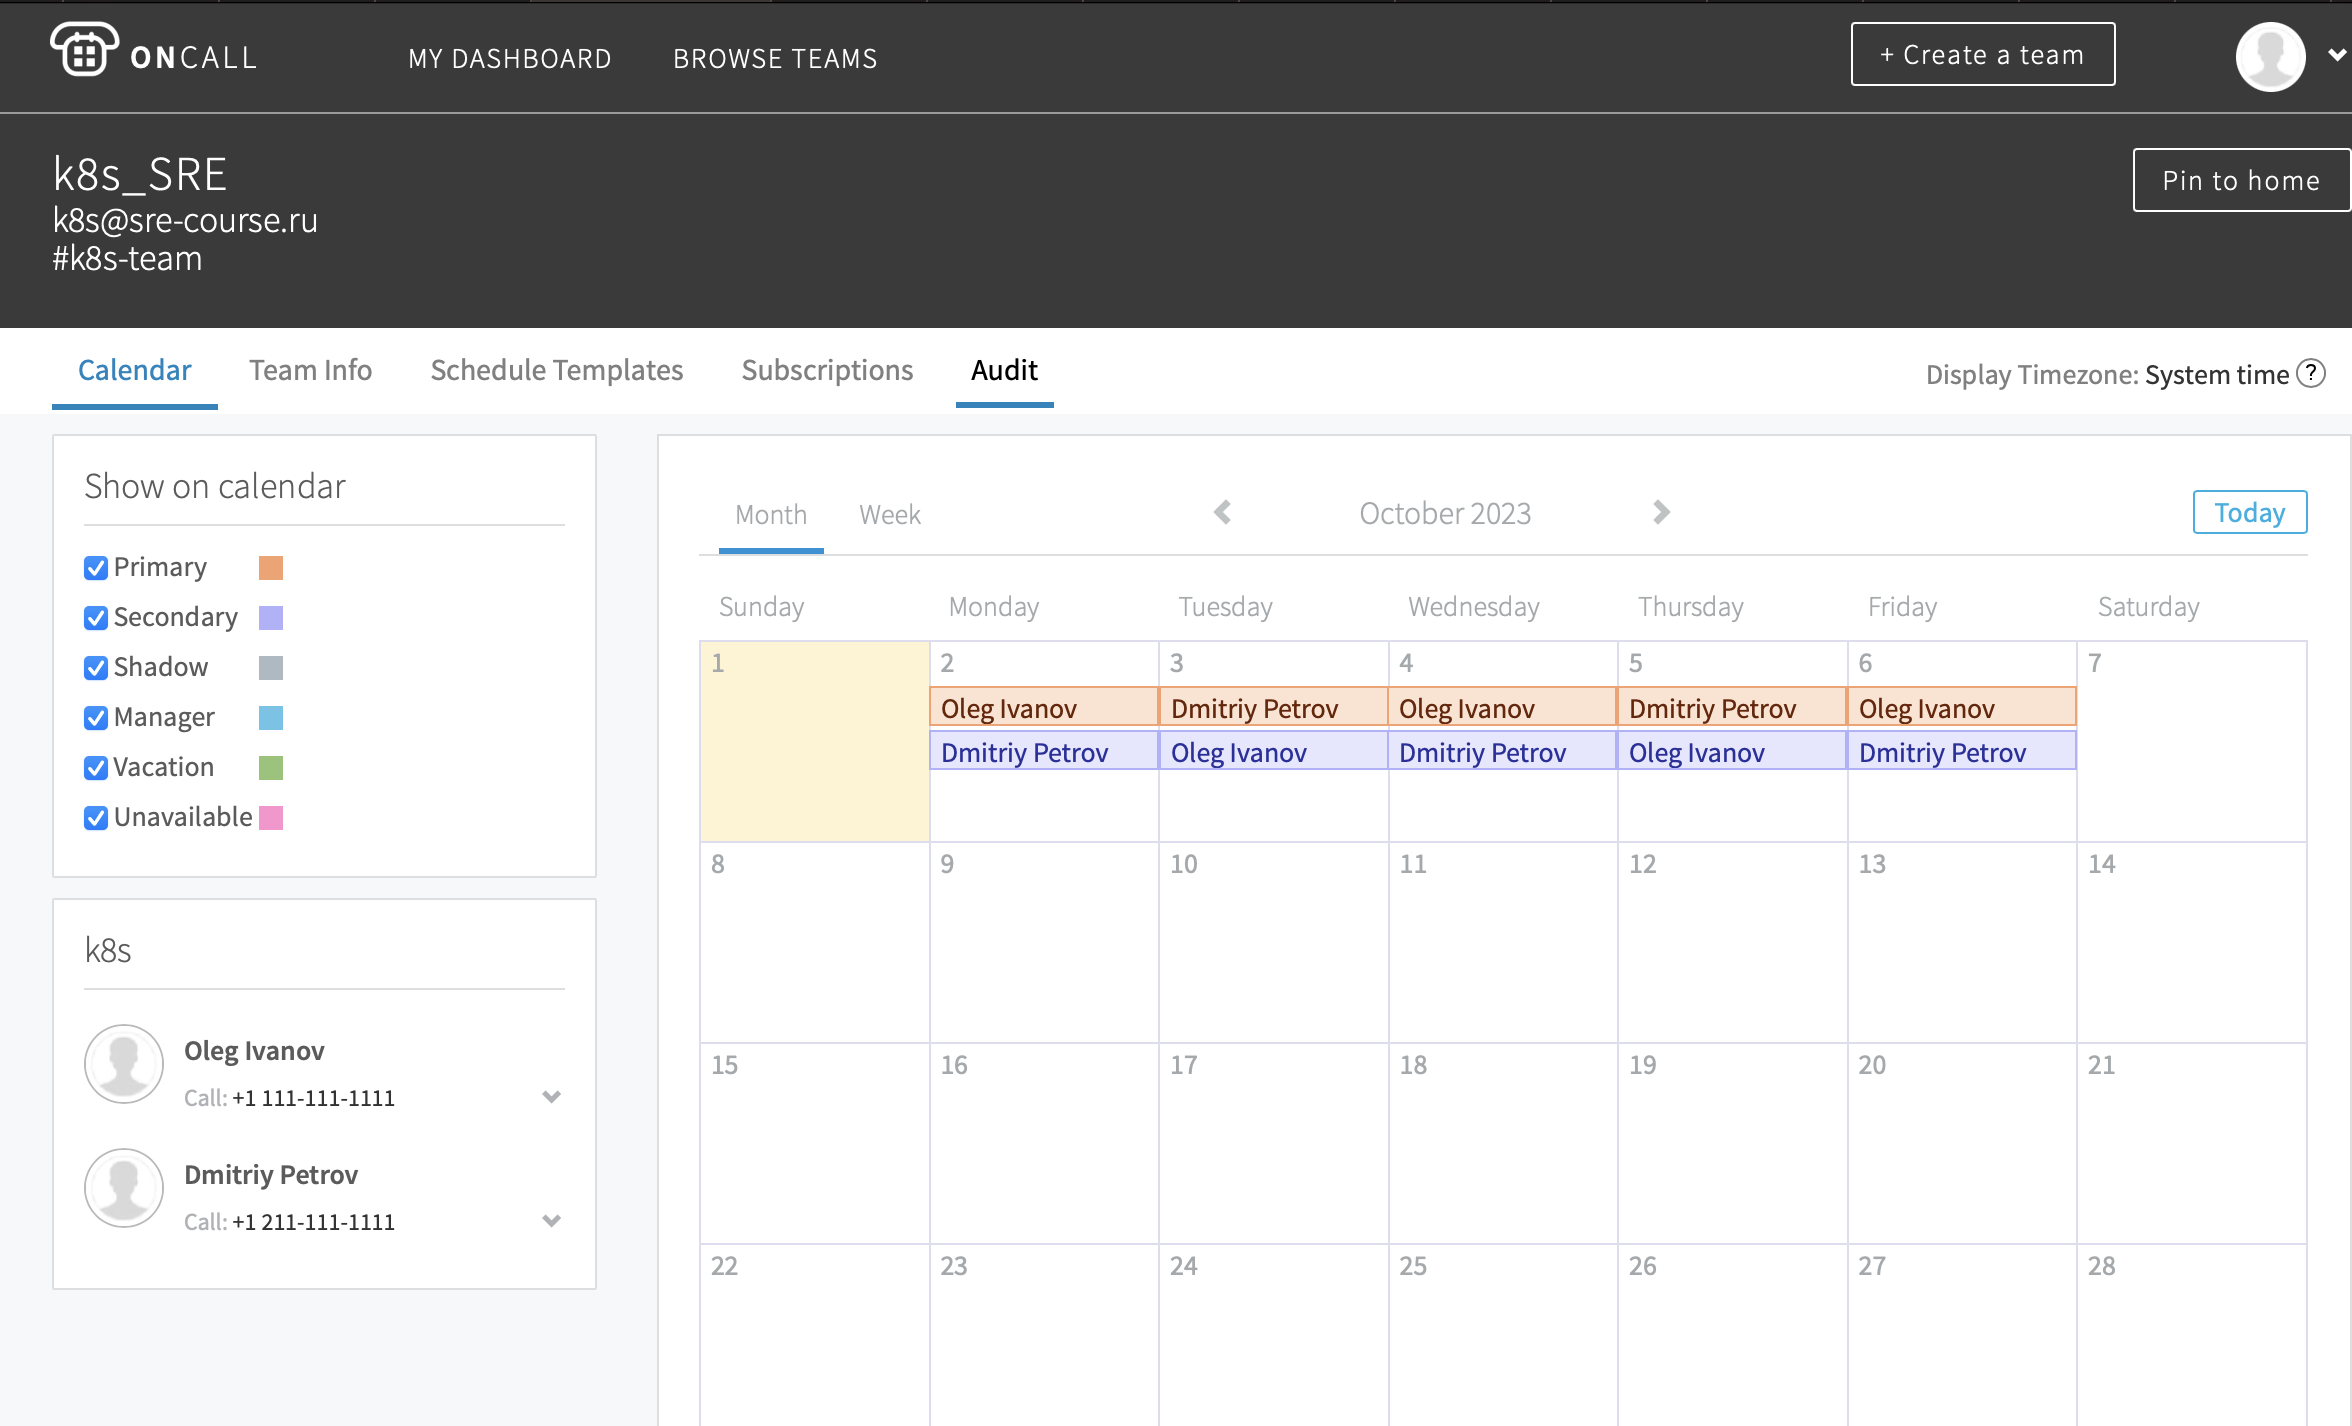 ONCALL MY DASHBOARD BROWSE TEAMS + Create a team
k8s_SRE
k8s@sre-course.ru
#k8s-team
Pin to home
Calendar Team Info Schedule Templates Subscriptions Audit Display Timezone: System time ?
Show on calendar
Primary
Secondary
Shadow
Manager
Vacation
Unavailable
k8s
Oleg Ivanov
Call: +1 111-111-1111
Dmitriy Petrov
Call: +1 211-111-1111
Month Week October 2023 Today
Sunday Monday Tuesday Wednesday Thursday Friday Saturday
1 2 3 4 5 6 7
Oleg Ivanov Dmitriy Petrov Oleg Ivanov Dmitriy Petrov Oleg Ivanov
Dmitriy Petrov Oleg Ivanov Dmitriy Petrov Oleg Ivanov Dmitriy Petrov
8 9 10 11 12 13 14
15 16 17 18 19 20 21
22 23 24 25 26 27 28